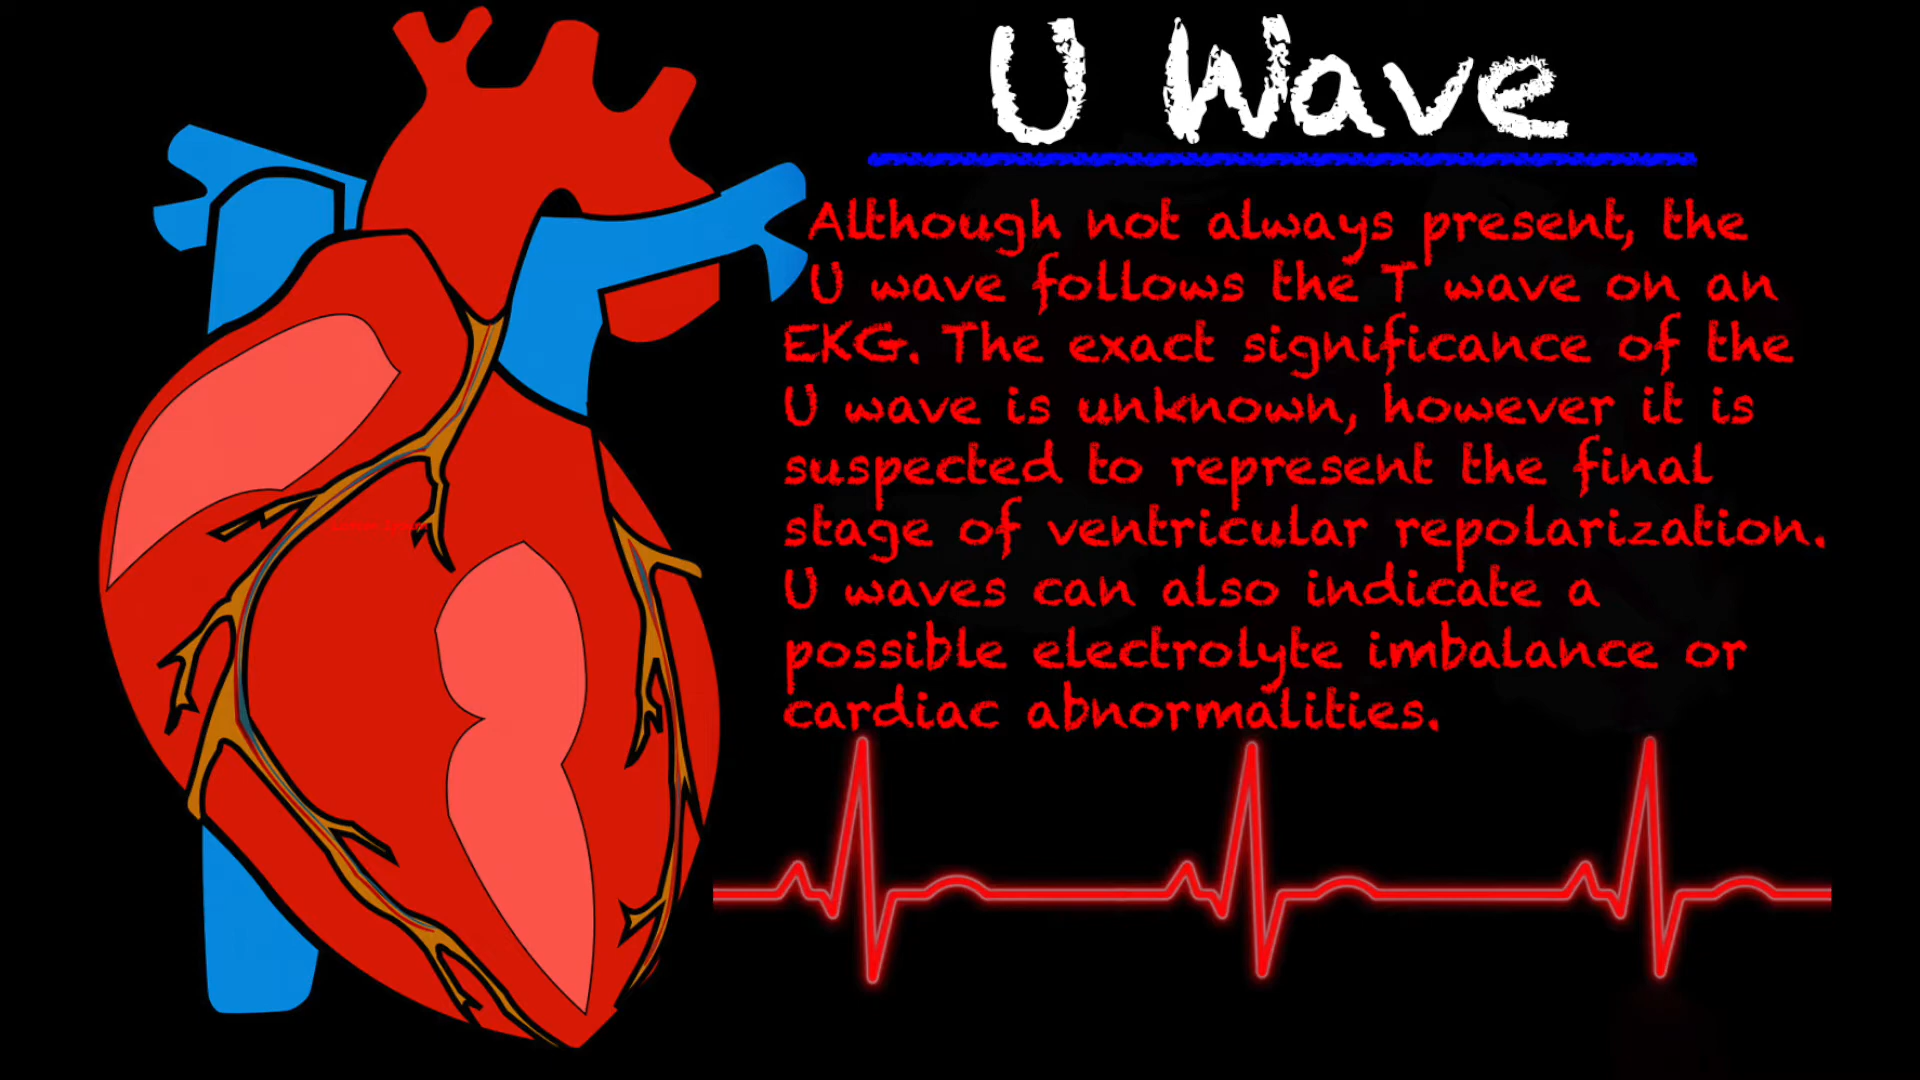 U Wave
Although not always present, the
U wave follows the T wave on an
EKG. The exact significance of the
U wave is unknown, however it is
suspected to represent the final
stage of ventricular repolarization.
U waves can also indicate a
possible electrolyte imbalance or
cardiac abnormalities.